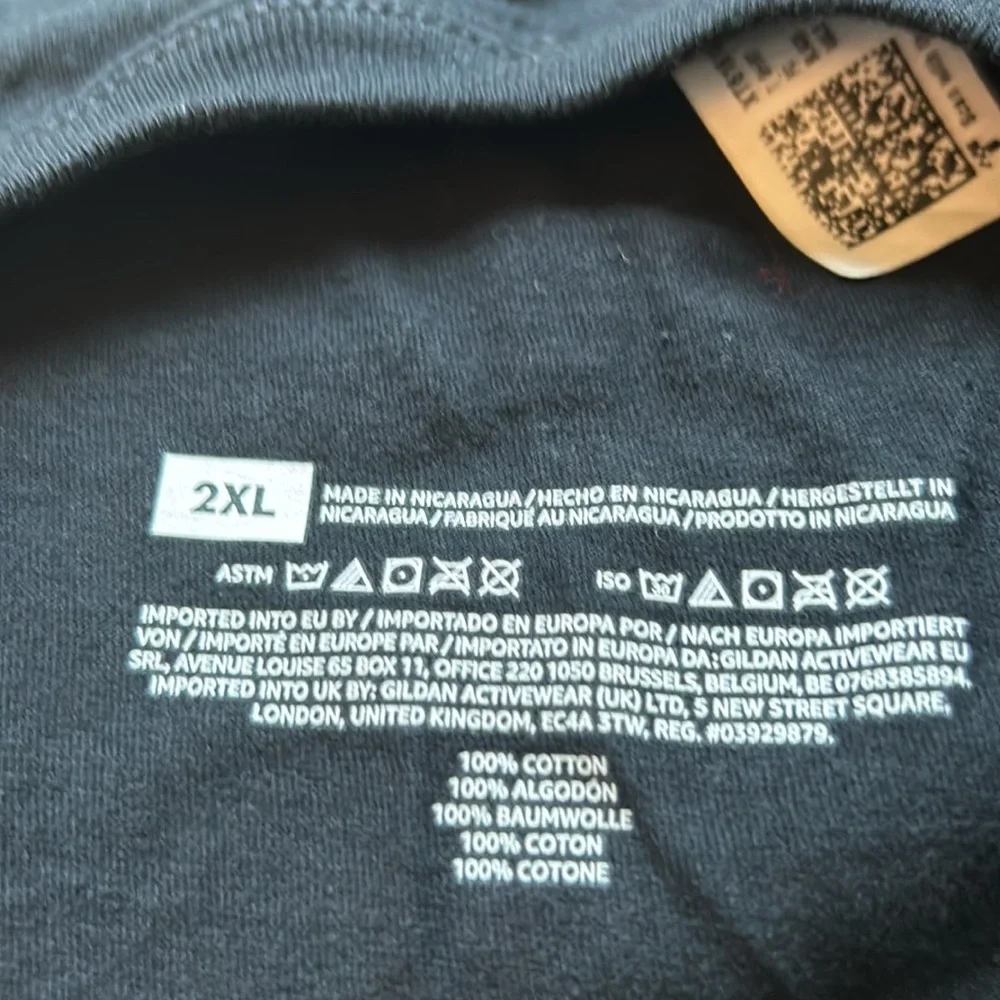 2XL
MADE IN NICARAGUA / HECHO EN NICARAGUA / HERGESTELLT IN
NICARAGUA / FABRIQUÉ AU NICARAGUA / PRODOTTO IN NICARAGUA
ASTM
ISO 30
IMPORTED INTO EU BY / IMPORTADO EN EUROPA POR / NACH EUROPA IMPORTIERT
VON / IMPORTÉ EN EUROPE PAR / IMPORTATO IN EUROPA DA: GILDAN ACTIVEWEAR EU
SRL, AVENUE LOUISE 65 BOX 11, OFFICE 220 1050 BRUSSELS, BELGIUM, BE 0768385894,
IMPORTED INTO UK BY: GILDAN ACTIVEWEAR (UK) LTD, 5 NEW STREET SQUARE,
LONDON, UNITED KINGDOM, EC4A 3TW, REG. #03929879.
100% COTTON
100% ALGODÓN
100% BAUMWOLLE
100% COTON
100% COTONE